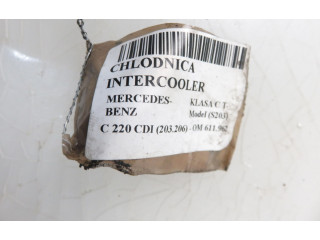 CHLODNICA
INTERCOOLER
MERCEDES- KLASA C T
BENZ Model (S203)
C 220 CDI (203.206) OM 611.962